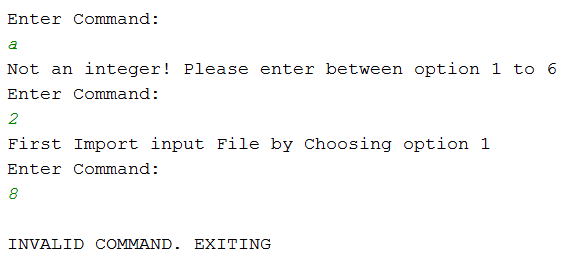 Enter Command:
a
Not an integer! Please enter between option 1 to 6
Enter Command:
2
First Import input File by Choosing option 1
Enter Command:
8
INVALID COMMAND. EXITING